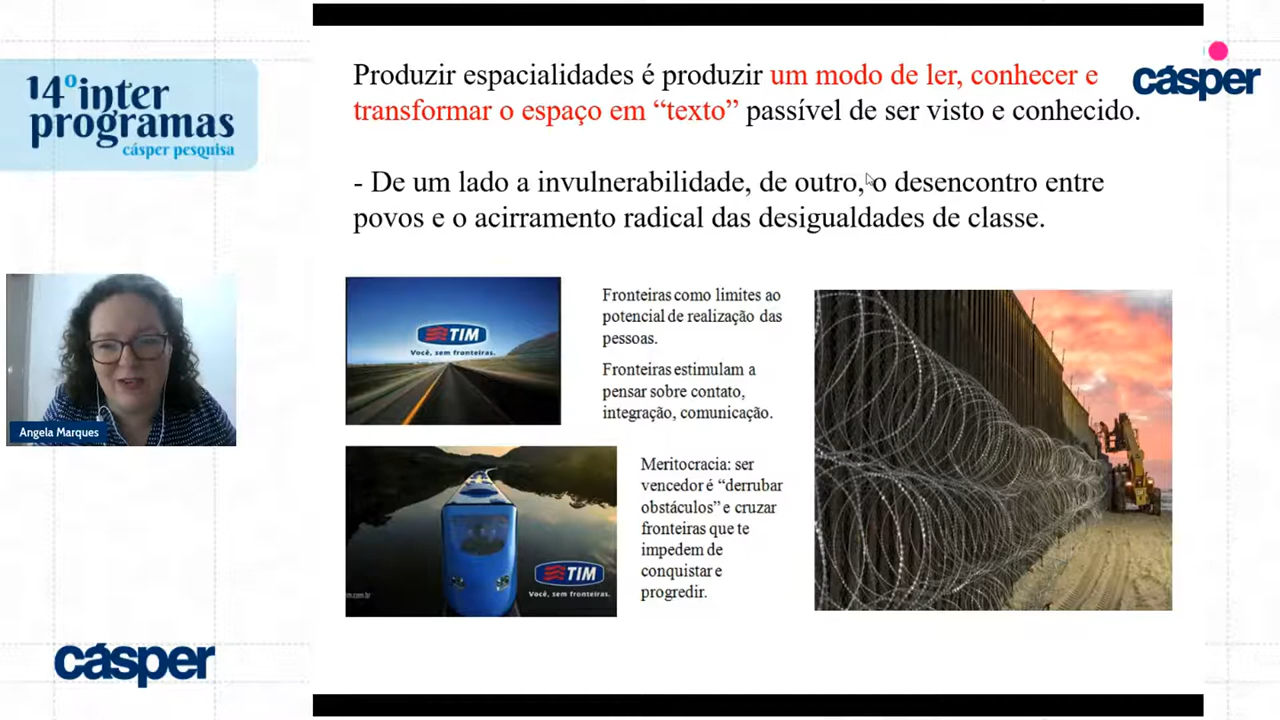 14º inter
programas
cásper pesquisa
Angela Marques
cásper
Produzir espacialidades é produzir um modo de ler, conhecer e
transformar o espaço em “texto” passível de ser visto e conhecido.
- De um lado a invulnerabilidade, de outro, o desencontro entre
povos e o acirramento radical das desigualdades de classe.
cásper
TIM
Você, sem fronteiras.
Fronteiras como limites ao
potencial de realização das
pessoas.
Fronteiras estimulam a
pensar sobre contato,
integração, comunicação.
TIM
Você, sem fronteiras.
Meritocracia: ser
vencedor é “derrubar
obstáculos” e cruzar
fronteiras que te
impedem de
conquistar e
progredir.